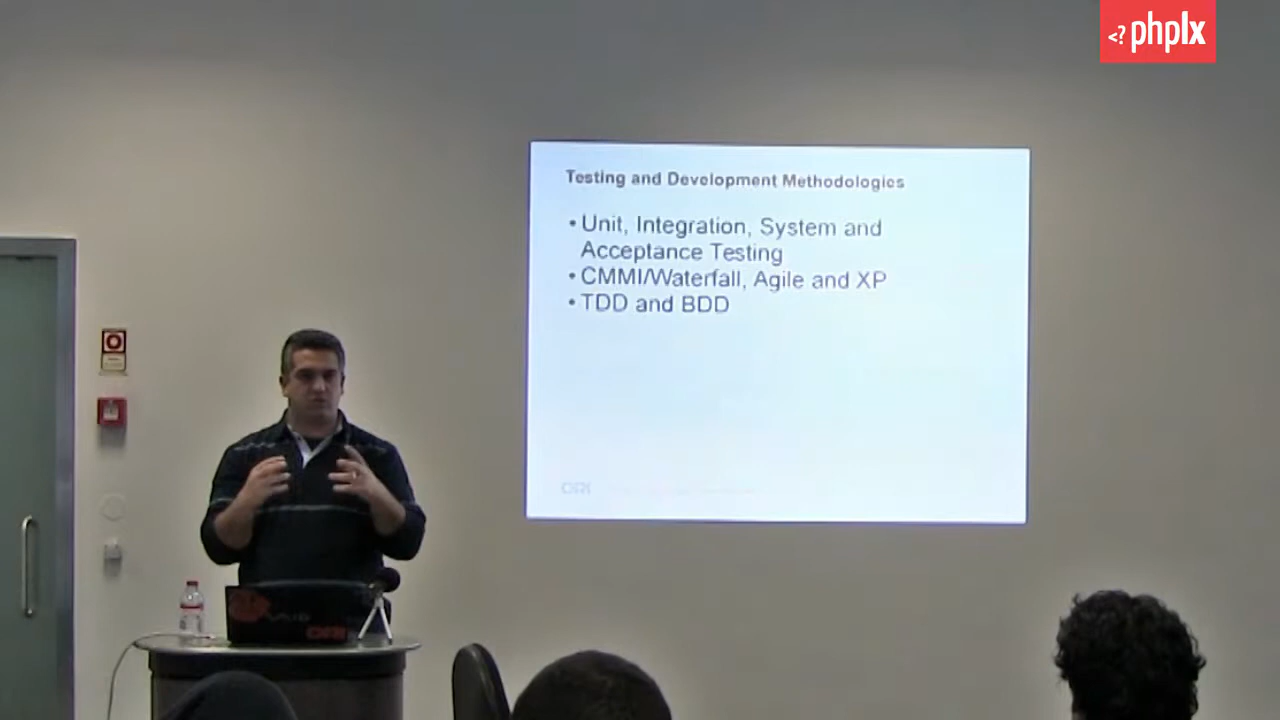 <? phplx
Testing and Development Methodologies
• Unit, Integration, System and
Acceptance Testing
• CMMI/Waterfall, Agile and XP
• TDD and BDD